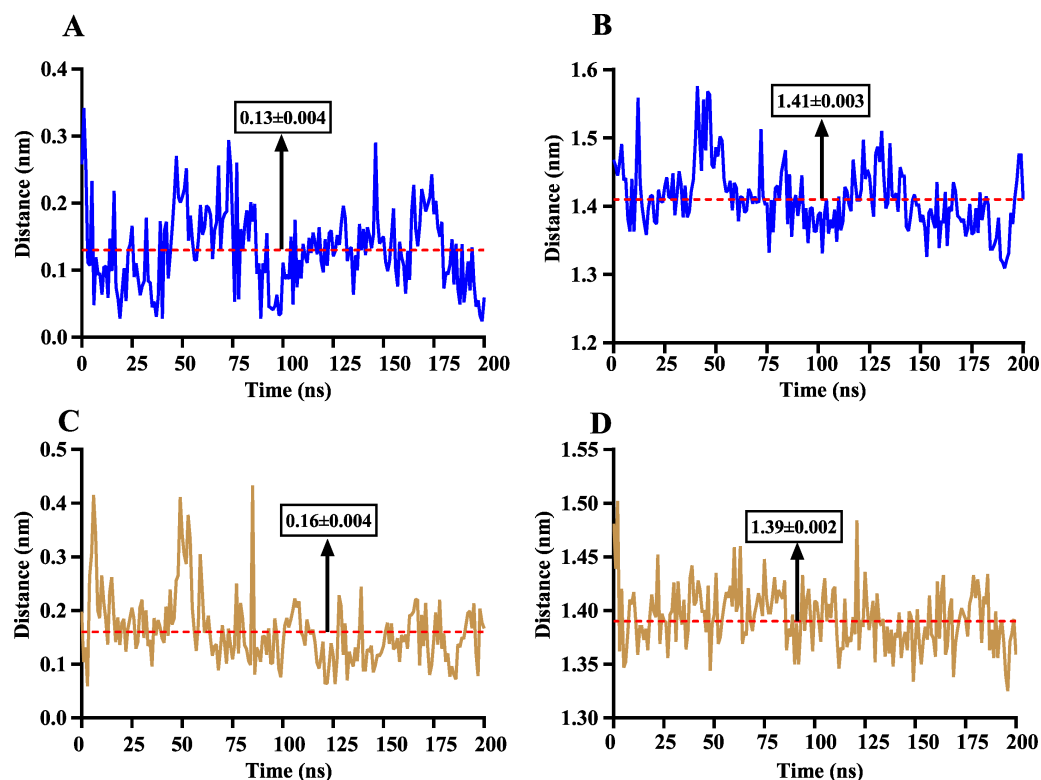 A
0.4
0.3
0.2
0.1
0.0
Distance (nm)
0.13±0.004
0 25 50 75 100 125 150 175 200
Time (ns)
B
1.6
1.5
1.4
1.3
1.2
Distance (nm)
1.41±0.003
0 25 50 75 100 125 150 175 200
Time (ns)
C
0.5
0.4
0.3
0.2
0.1
0.0
Distance (nm)
0.16±0.004
0 25 50 75 100 125 150 175 200
Time (ns)
D
1.55
1.50
1.45
1.40
1.35
1.30
Distance (nm)
1.39±0.002
0 25 50 75 100 125 150 175 200
Time (ns)